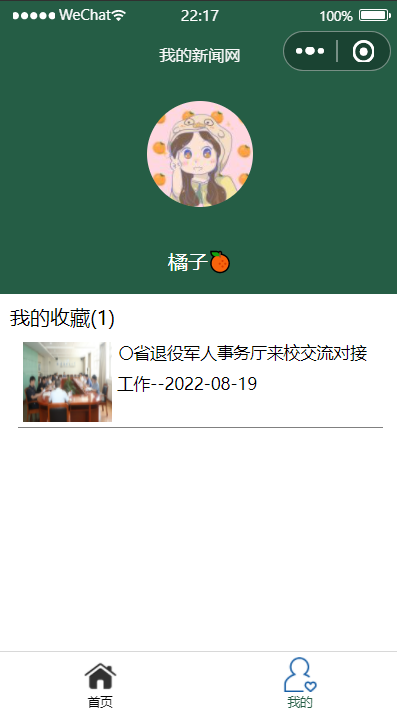 WeChat 22:17 100%
我的新闻网
橘子🍊
我的收藏(1)
〇省退役军人事务厅来校交流对接
工作--2022-08-19
首页 我的